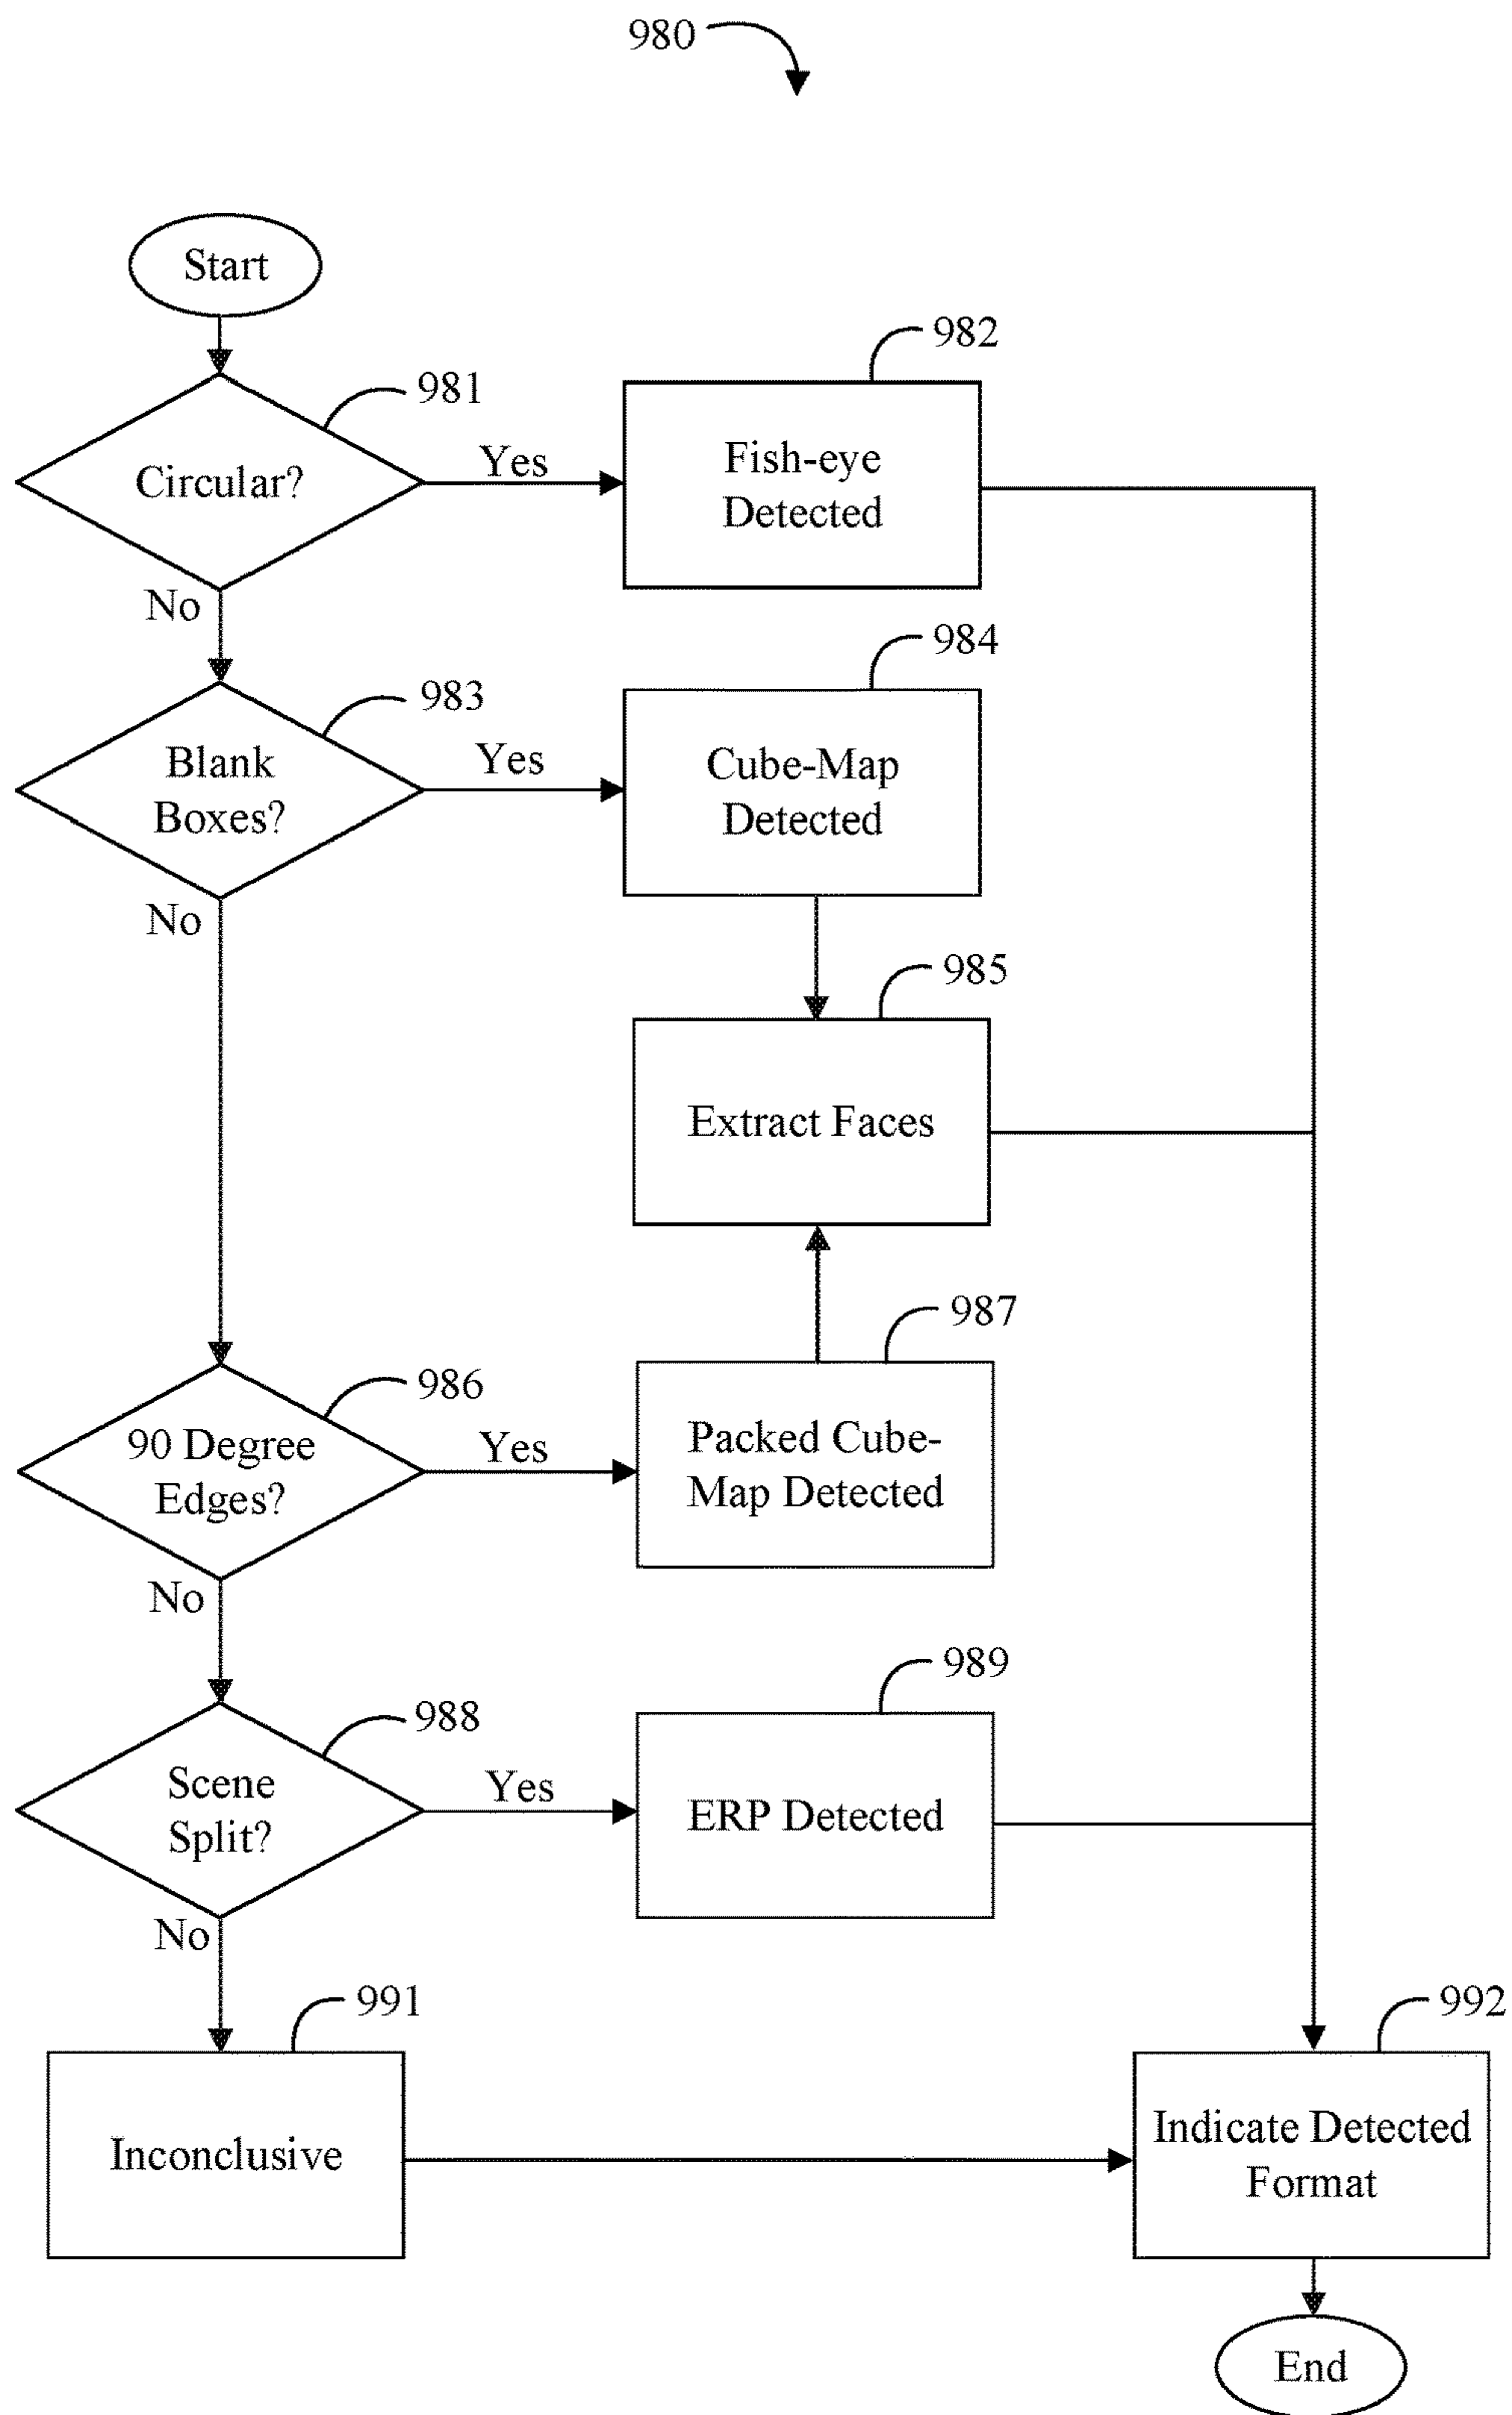 980
Start
982
981
Circular?
Yes
Fish-eye
Detected
No
984
983
Blank
Boxes?
Yes
Cube-Map
Detected
No
985
Extract Faces
987
986
90 Degree
Edges?
Yes
Packed Cube-
Map Detected
No
989
988
Scene
Split?
Yes
ERP Detected
No
991
992
Inconclusive
Indicate Detected
Format
End